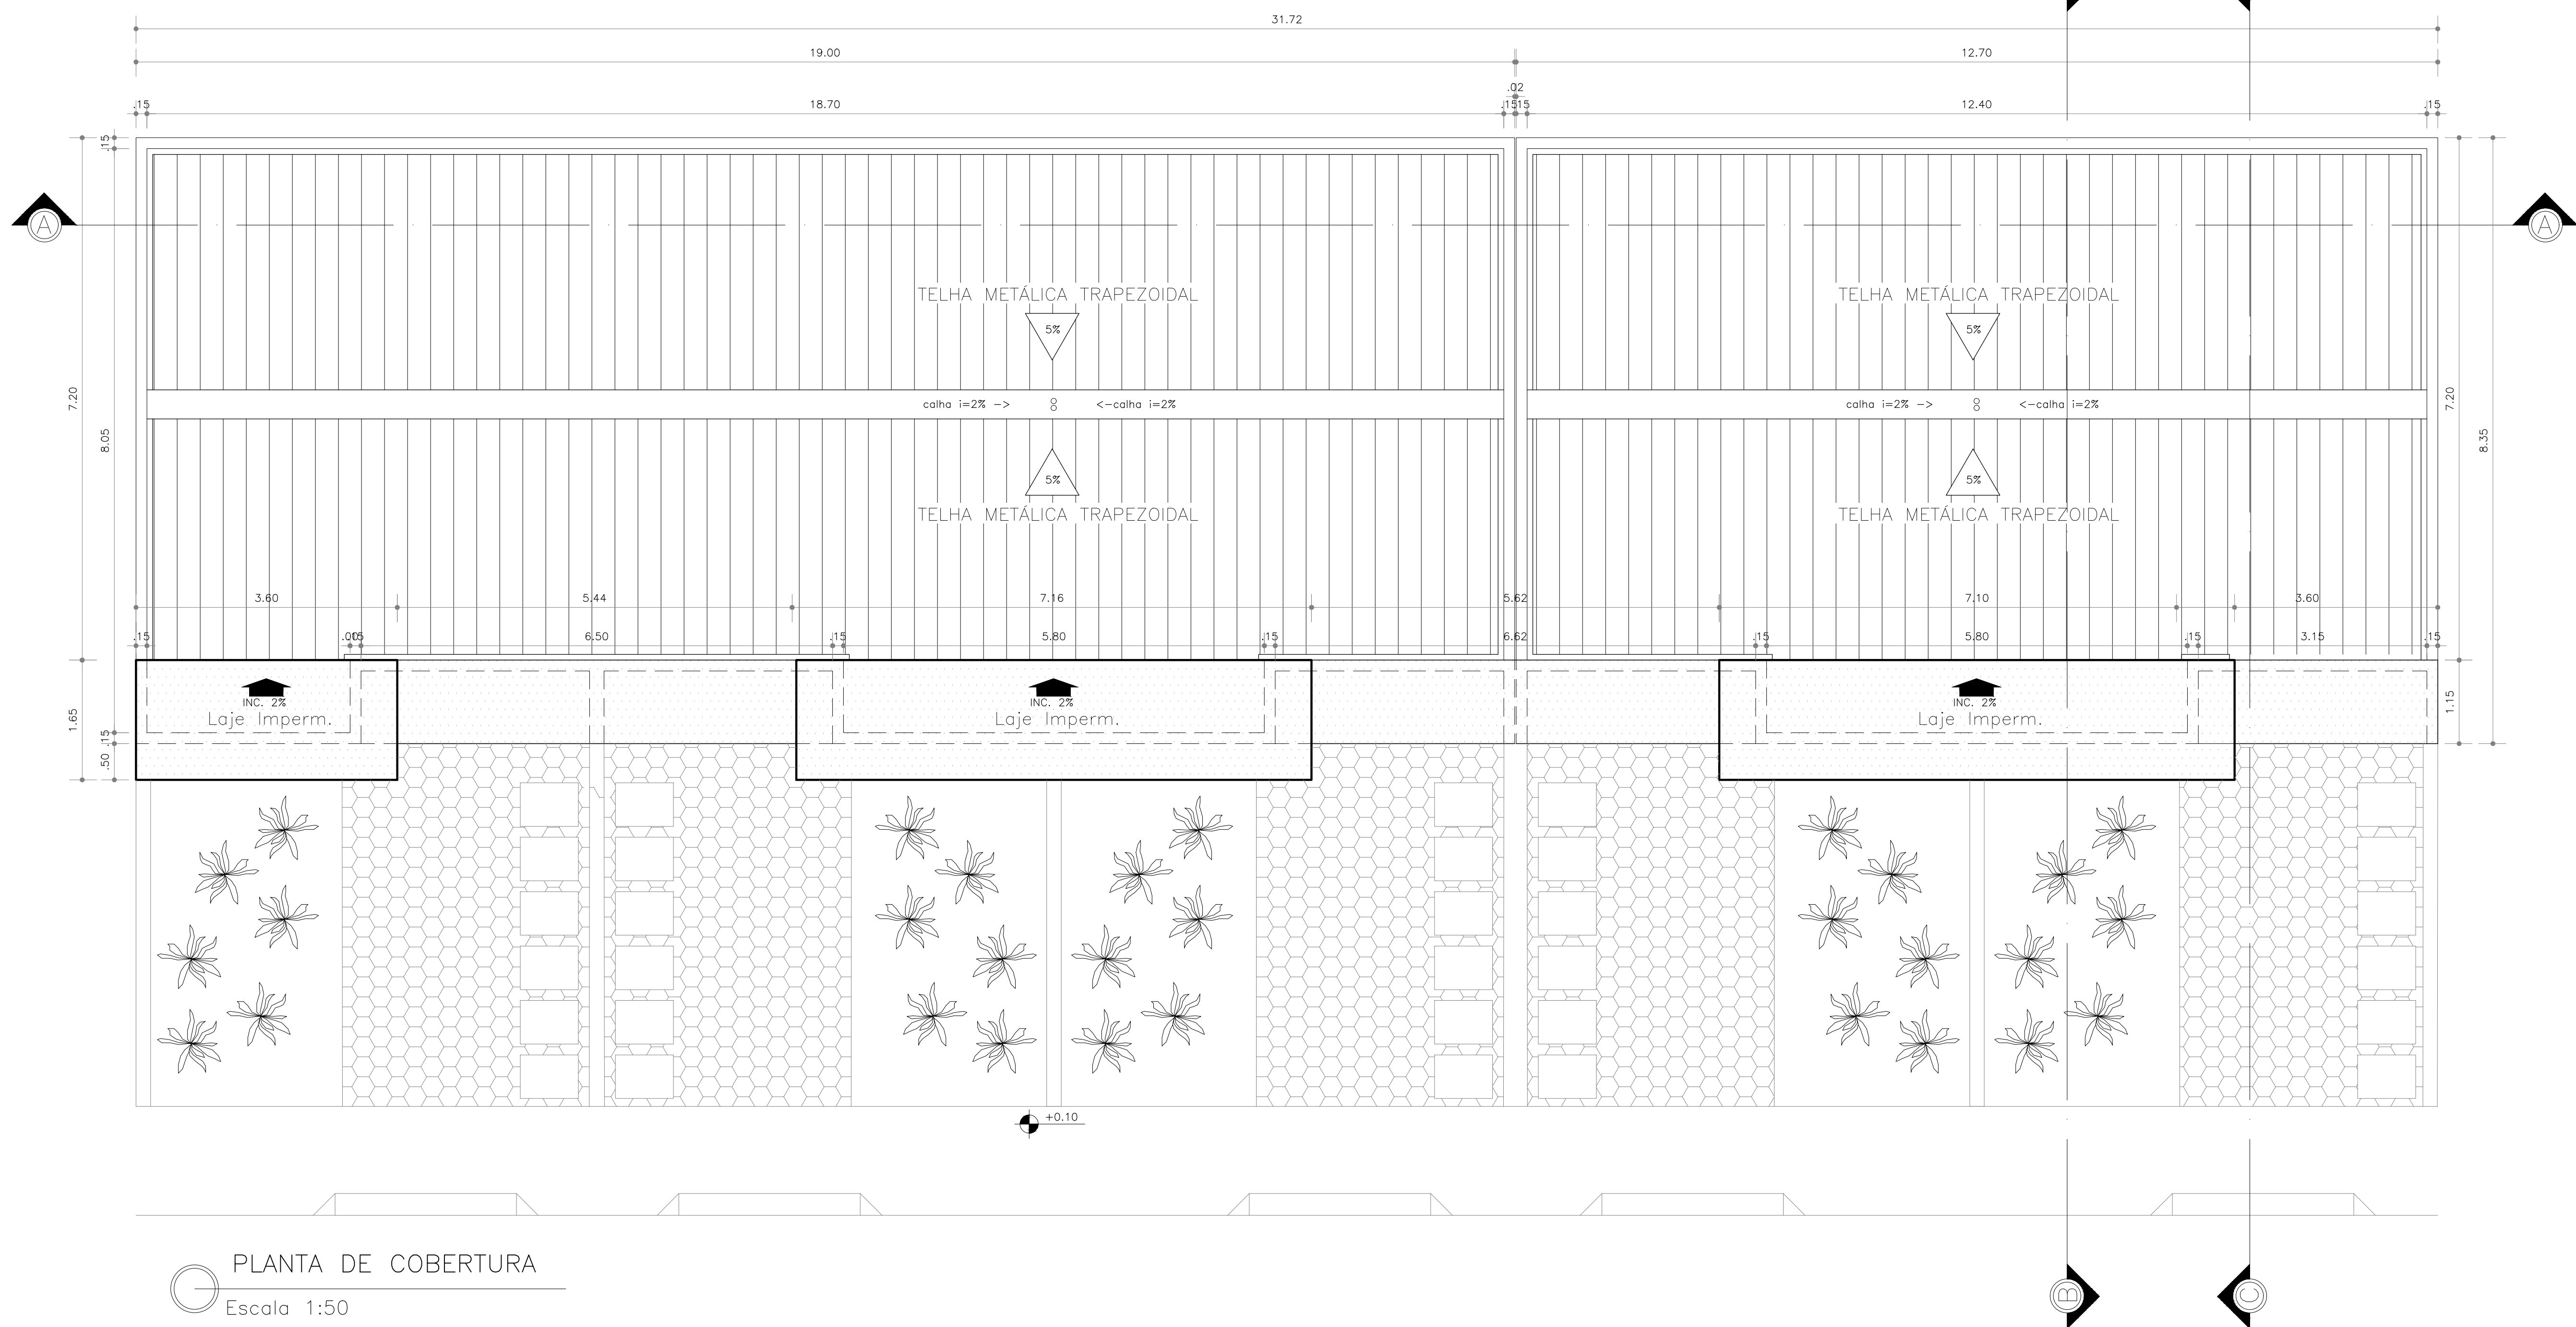 31.72
19.00 12.70
.02
.15 18.70 .15 .15 12.40 .15
.15
A A
TELHA METÁLICA TRAPEZOIDAL TELHA METÁLICA TRAPEZOIDAL
5% 5%
7.20 7.20
calha i=2% -> <-calha i=2% calha i=2% -> <-calha i=2%
8.05 8.35
5% 5%
TELHA METÁLICA TRAPEZOIDAL TELHA METÁLICA TRAPEZOIDAL
3.60 5.44 7.16 5.62 7.10 3.60
.15 .00 .15 6.50 .15 5.80 .15 6.62 .15 5.80 .15 3.15 .15
INC. 2% INC. 2% INC. 2%
Laje Imperm. Laje Imperm. Laje Imperm.
1.65 1.15
.15
.50
+0.10
PLANTA DE COBERTURA
Escala 1:50
B C